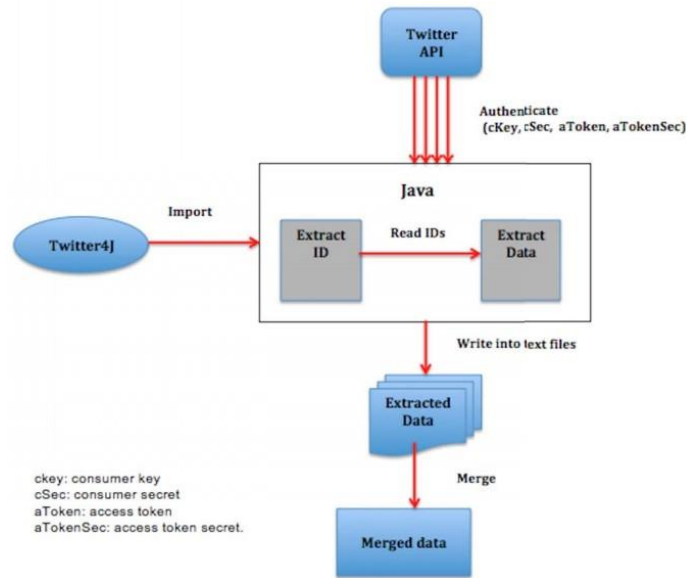 Twitter
API
Authenticate
(cKey, cSec, aToken, aTokenSec)
Java
Import
Twitter4J
Extract
ID
Read IDs
Extract
Data
Write into text files
Extracted
Data
Merge
ckey: consumer key
cSec: consumer secret
aToken: access token
aTokenSec: access token secret.
Merged data